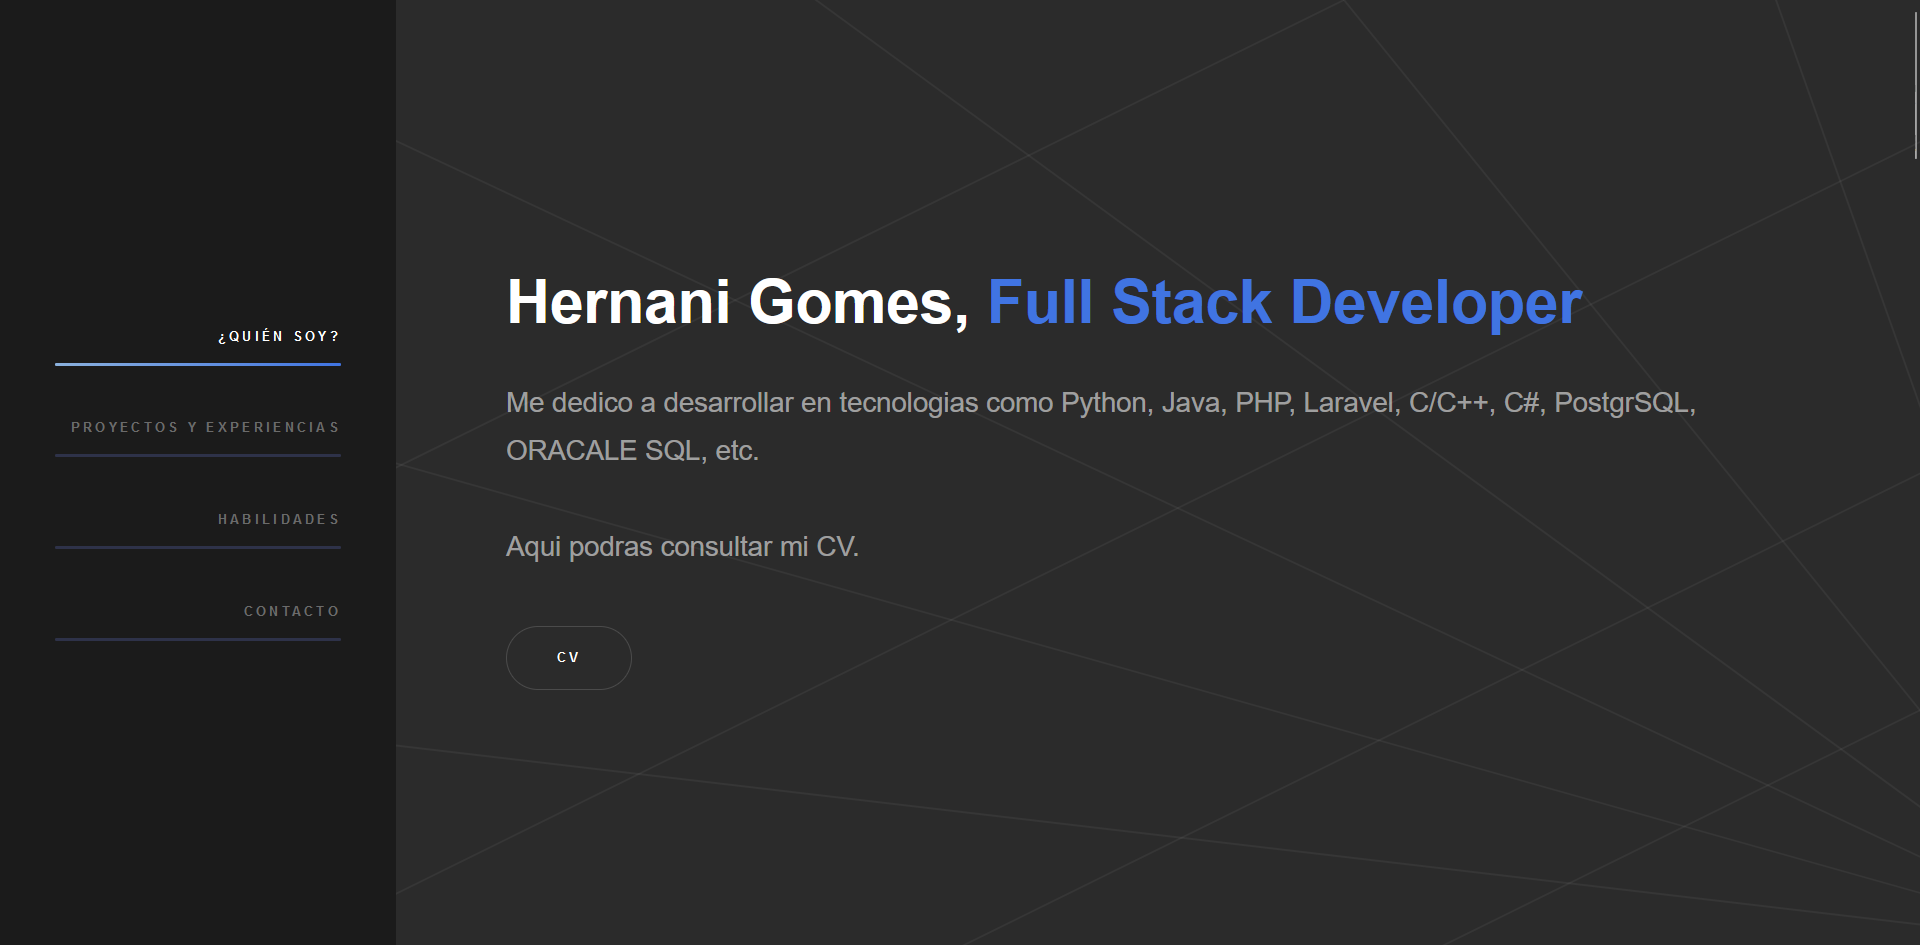 ¿QUIÉN SOY?
PROYECTOS Y EXPERIENCIAS
HABILIDADES
CONTACTO
Hernani Gomes, Full Stack Developer
Me dedico a desarrollar en tecnologias como Python, Java, PHP, Laravel, C/C++, C#, PostgrSQL,
ORACALE SQL, etc.
Aqui podras consultar mi CV.
CV